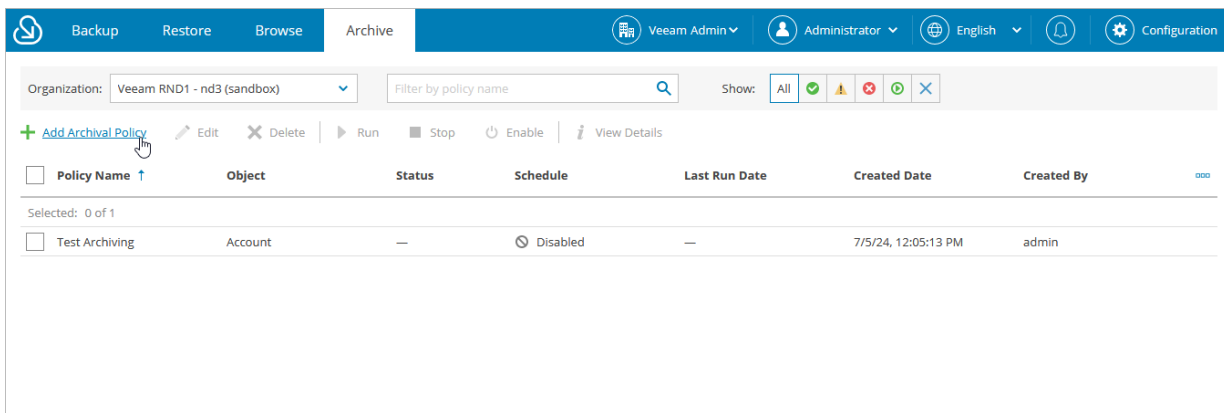 Backup Restore Browse Archive Veeam Admin Administrator English Configuration
Organization: Veeam RND1 - nd3 (sandbox) Filter by policy name Show: All
Add Archival Policy Edit Delete Run Stop Enable View Details
Policy Name Object Status Schedule Last Run Date Created Date Created By
Selected: 0 of 1
Test Archiving Account — Disabled — 7/5/24, 12:05:13 PM admin